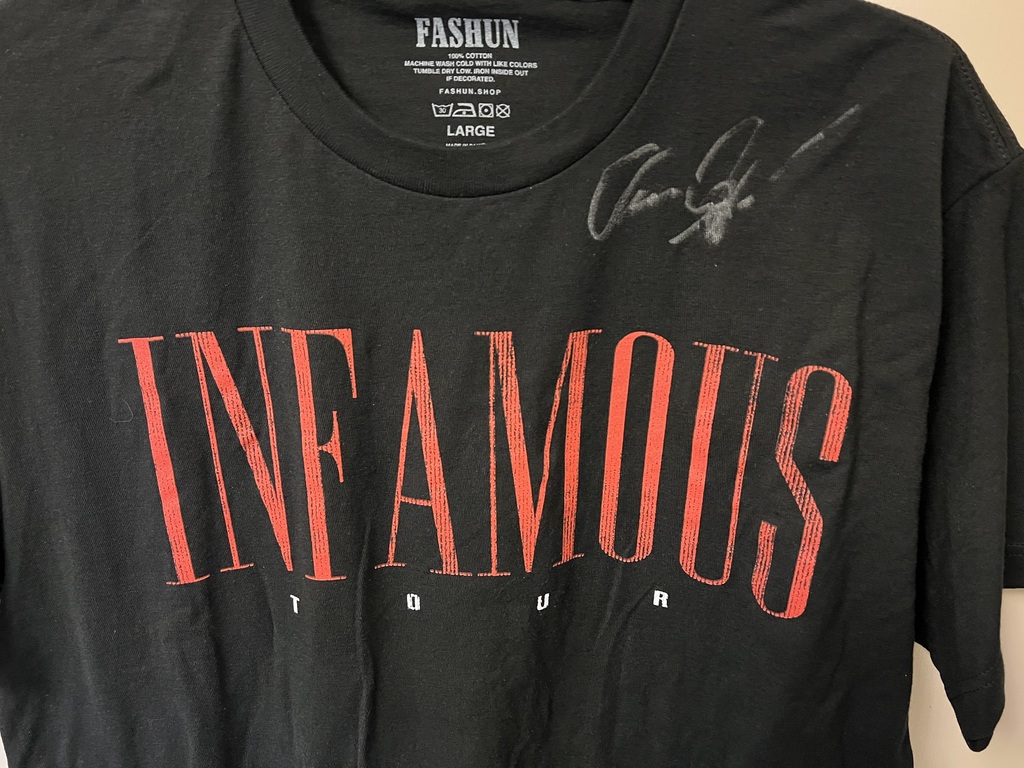 FASHUN
100% COTTON
MACHINE WASH COLD WITH LIKE COLORS
TUMBLE DRY LOW. IRON INSIDE OUT
IF DECORATED.
FASHUN.SHOP
30
LARGE
INFAMOUS
TOUR